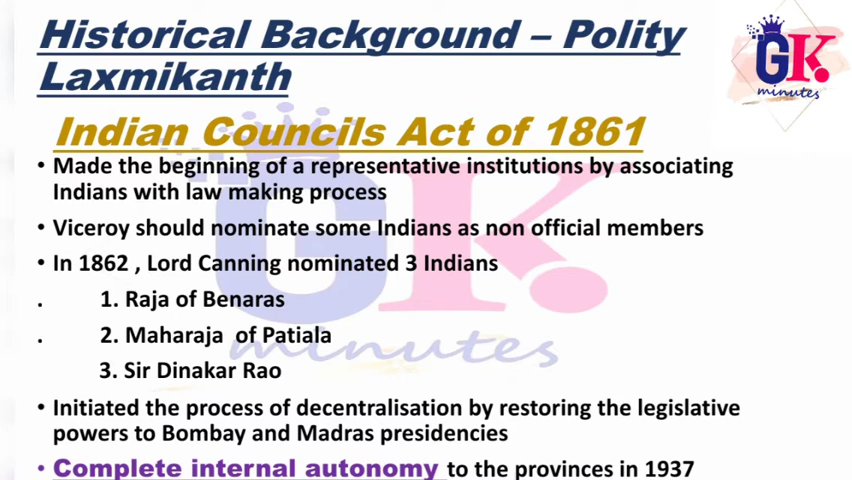 Historical Background – Polity
Laxmikanth
GK
minutes
Indian Councils Act of 1861
• Made the beginning of a representative institutions by associating
Indians with law making process
• Viceroy should nominate some Indians as non official members
• In 1862 , Lord Canning nominated 3 Indians
. 1. Raja of Benaras
. 2. Maharaja of Patiala
3. Sir Dinakar Rao
• Initiated the process of decentralisation by restoring the legislative
powers to Bombay and Madras presidencies
• Complete internal autonomy to the provinces in 1937
GK
minutes